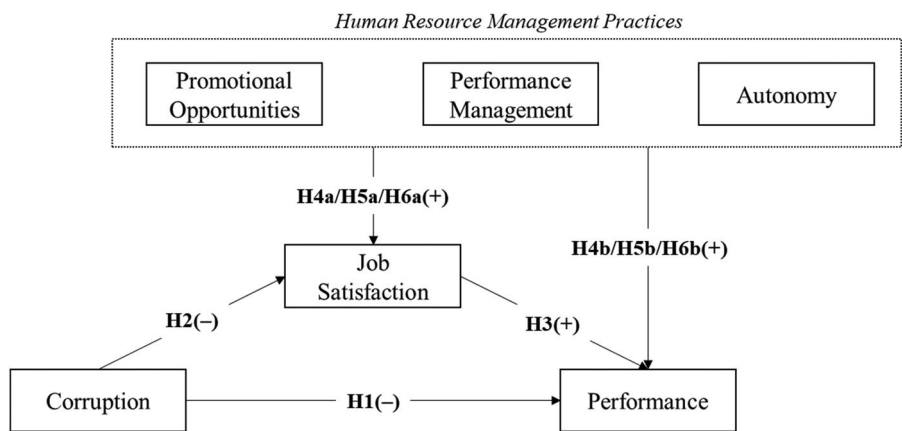 Human Resource Management Practices
Promotional
Opportunities
Performance
Management
Autonomy
H4a/H5a/H6a(+)
H4b/H5b/H6b(+)
Job
Satisfaction
H2(–)
H3(+)
Corruption
H1(–)
Performance